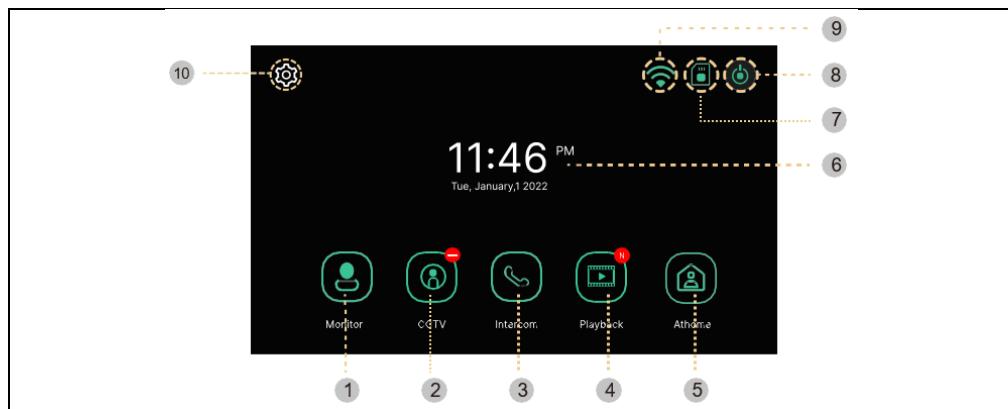 9
10
8
7
11:46 PM
6
Tue, January,1 2022
N
Monitor
CCTV
Intercom
Playback
Athome
1
2
3
4
5